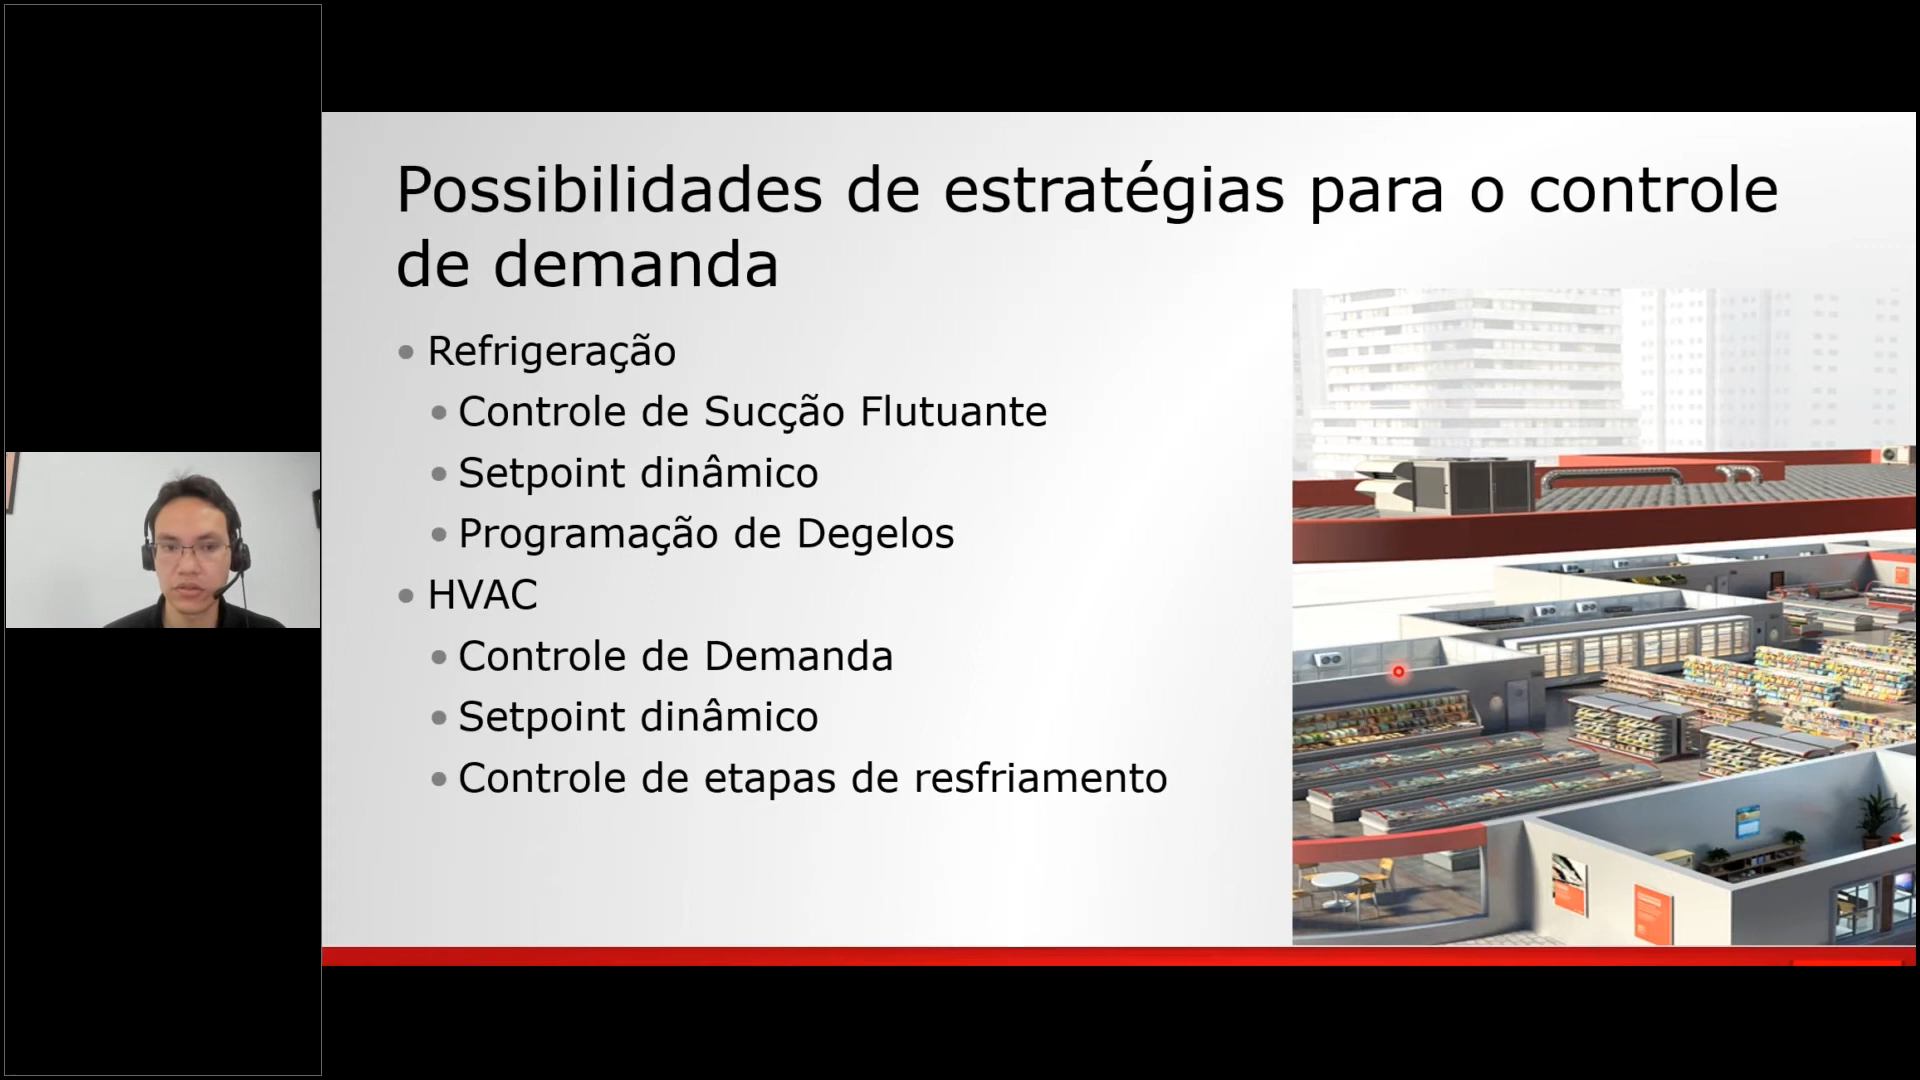 Possibilidades de estratégias para o controle
de demanda
Refrigeração
Controle de Sucção Flutuante
Setpoint dinâmico
Programação de Degelos
HVAC
Controle de Demanda
Setpoint dinâmico
Controle de etapas de resfriamento